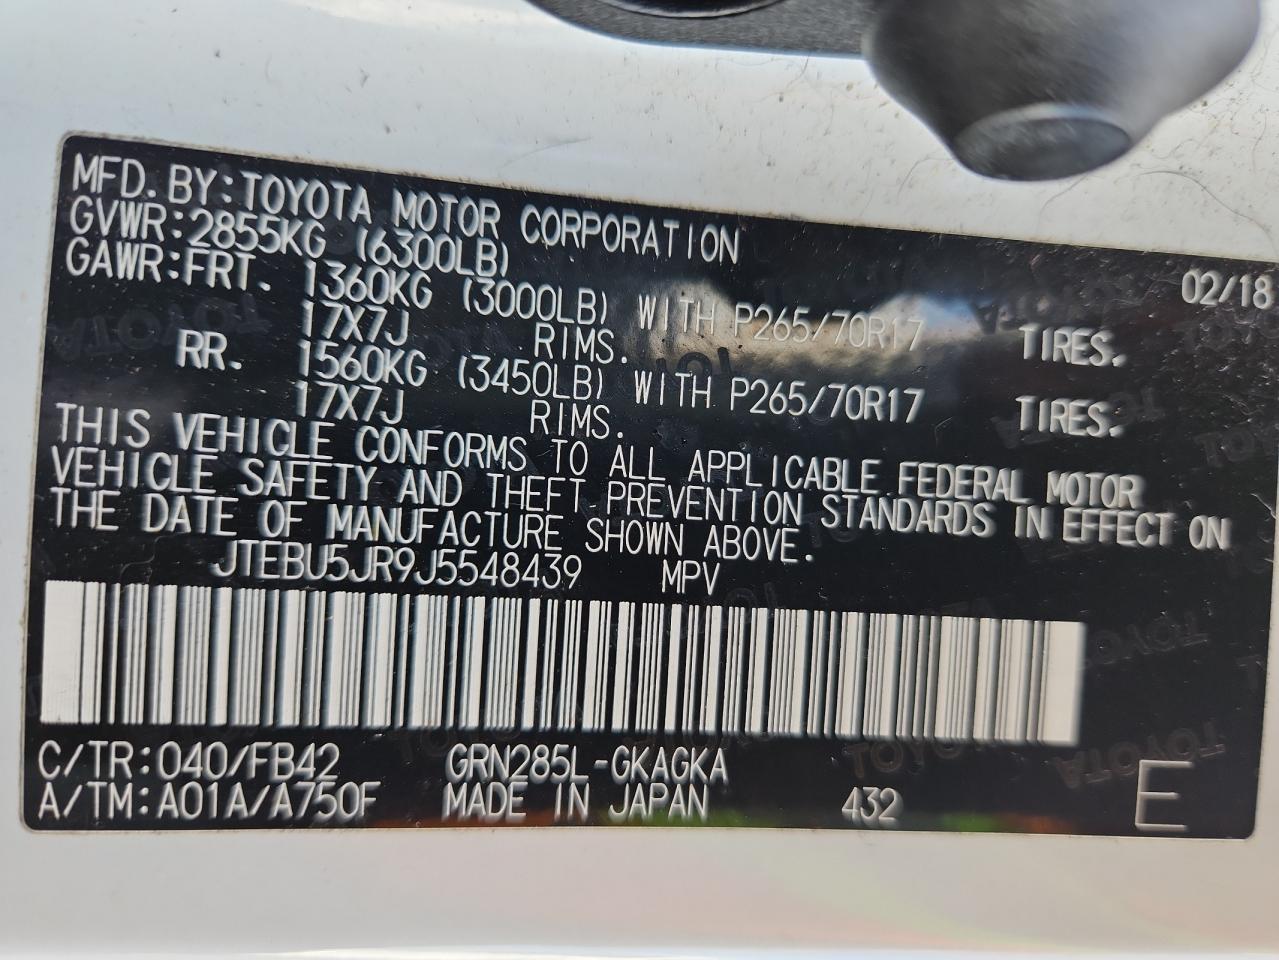 MFD. BY: TOYOTA MOTOR CORPORATION 02/18
GVWR: 2855KG (6300LB)
GAWR: FRT. 1360KG (3000LB) WITH P265/70R17 TIRES.
17X7J RIMS.
RR. 1560KG (3450LB) WITH P265/70R17 TIRES.
17X7J RIMS.
THIS VEHICLE CONFORMS TO ALL APPLICABLE FEDERAL MOTOR
VEHICLE SAFETY AND THEFT PREVENTION STANDARDS IN EFFECT ON
THE DATE OF MANUFACTURE SHOWN ABOVE.
JTEBU5JR9J5548439 MPV
C/TR: 040/FB42 GRN285L-GKAGKA
A/TM: A01A/A750F MADE IN JAPAN 432 E